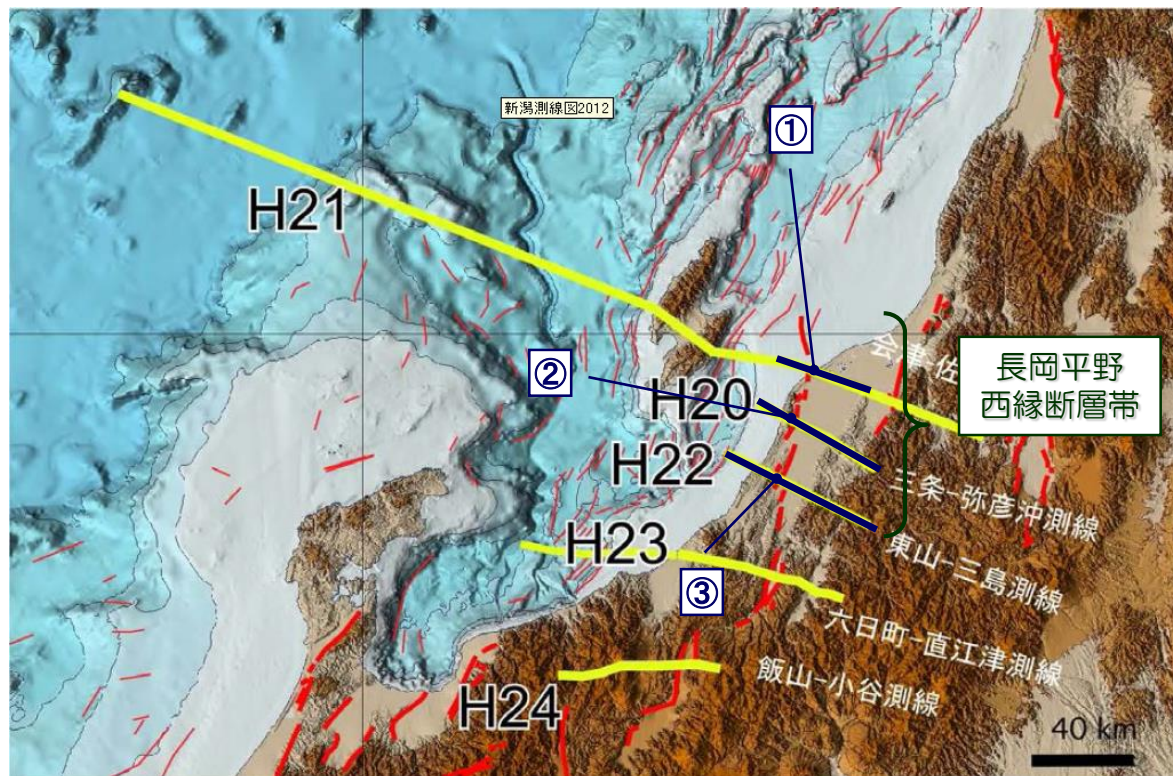 新潟測線図2012
①
H21
会津-佐
長岡平野
西縁断層帯
②
H20
H22
三条-弥彦沖測線
H23
東山-三島測線
③
六日町-直江津測線
飯山-小谷測線
H24
40 km